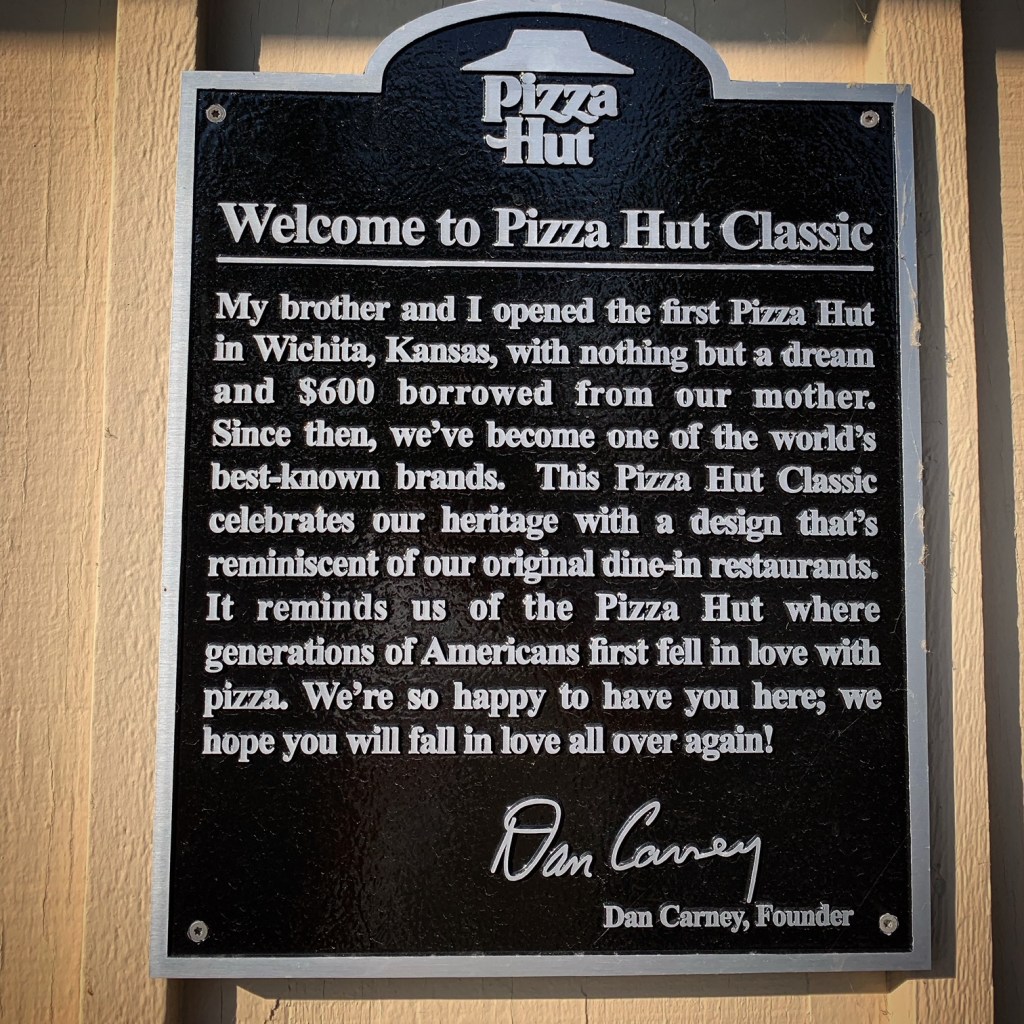 Pizza
Hut
Welcome to Pizza Hut Classic
My brother and I opened the first Pizza Hut
in Wichita, Kansas, with nothing but a dream
and $600 borrowed from our mother.
Since then, we've become one of the world's
best-known brands. This Pizza Hut Classic
celebrates our heritage with a design that's
reminiscent of our original dine-in restaurants.
It reminds us of the Pizza Hut where
generations of Americans first fell in love with
pizza. We're so happy to have you here; we
hope you will fall in love all over again!
Dan Carney
Dan Carney, Founder